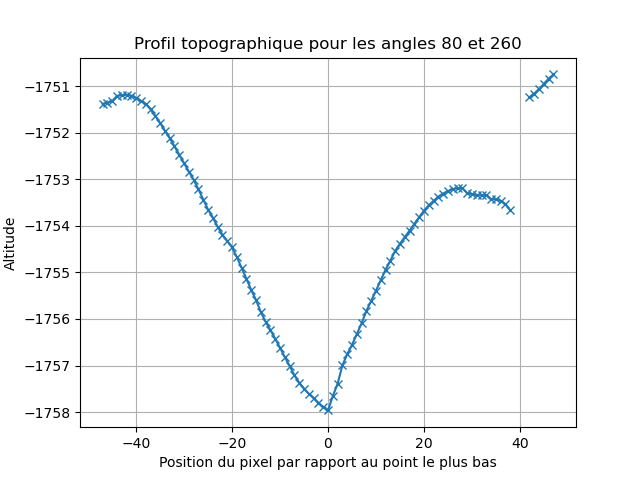 Profil topographique pour les angles 80 et 260
−1751
−1752
−1753
−1754
−1755
−1756
−1757
−1758
Altitude
−40 −20 0 20 40
Position du pixel par rapport au point le plus bas